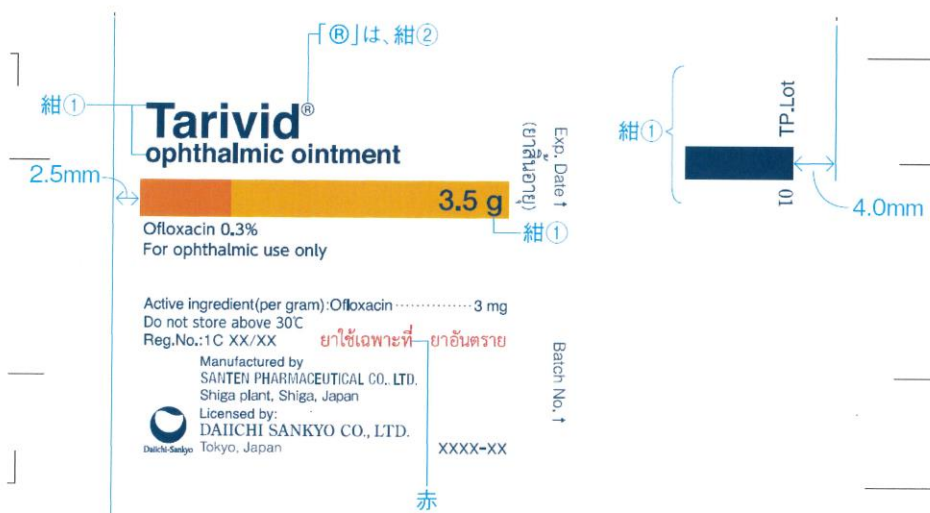 「®」は、紺②
紺①
Tarivid®
ophthalmic ointment
2.5mm
3.5 g
紺①
Ofloxacin 0.3%
For ophthalmic use only
Exp. Date↑
(ยาสิ้นอายุ)
Active ingredient(per gram):Ofloxacin ·············· 3 mg
Do not store above 30℃
Reg.No.:1C XX/XX ยาใช้เฉพาะที่ ยาอันตราย
Manufactured by
SANTEN PHARMACEUTICAL CO., LTD.
Shiga plant, Shiga, Japan
Licensed by:
DAIICHI SANKYO CO., LTD.
Daiichi-Sankyo Tokyo, Japan
XXXX-XX
Batch No.↑
赤
紺①
TP.Lot
01
4.0mm